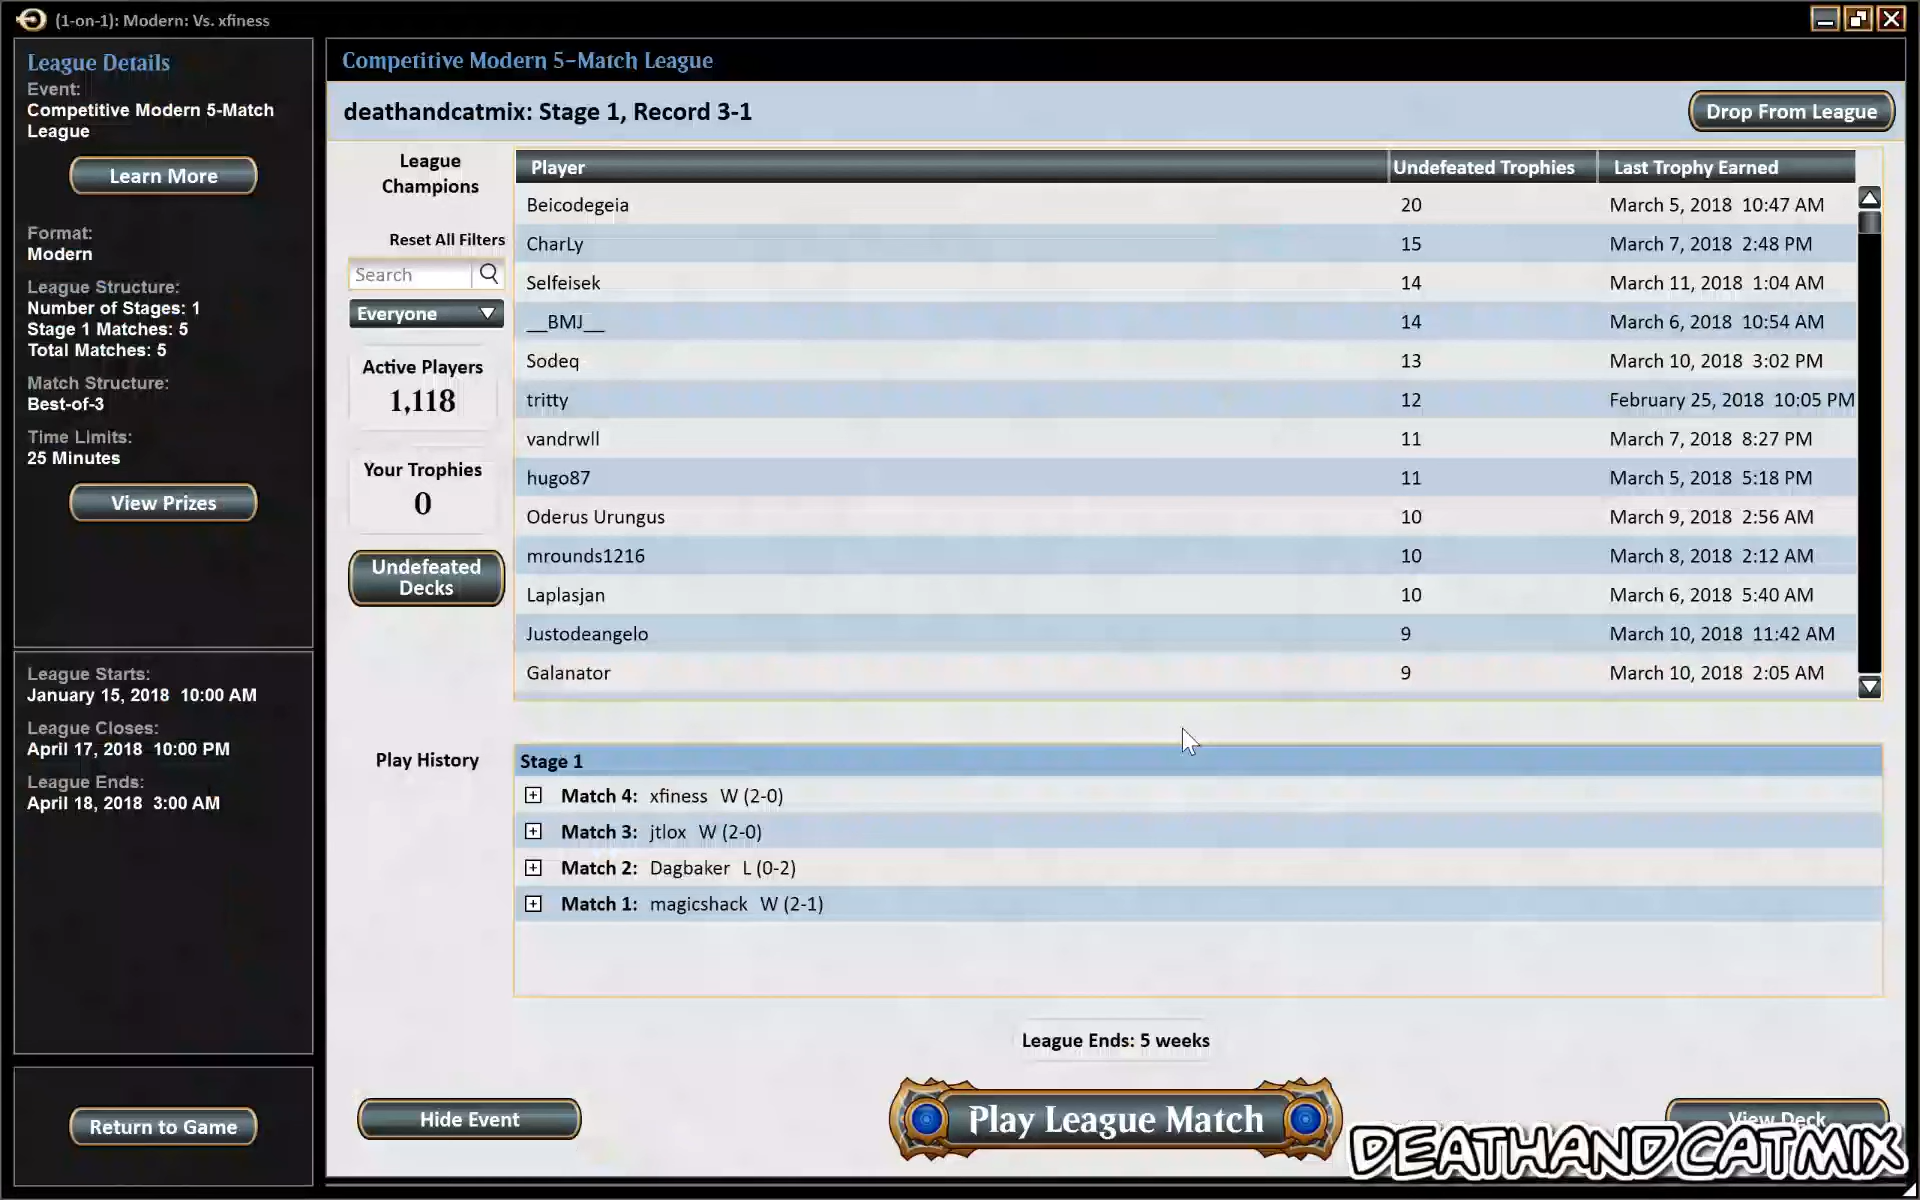 (1-on-1): Modern: Vs. xfiness
League Details
Event:
Competitive Modern 5-Match
League
Learn More
Format:
Modern
League Structure:
Number of Stages: 1
Stage 1 Matches: 5
Total Matches: 5
Match Structure:
Best-of-3
Time Limits:
25 Minutes
View Prizes
League Starts:
January 15, 2018 10:00 AM
League Closes:
April 17, 2018 10:00 PM
League Ends:
April 18, 2018 3:00 AM
Return to Game
Competitive Modern 5-Match League
deathandcatmix: Stage 1, Record 3-1
Drop From League
League
Champions
Reset All Filters
Search
Everyone
Active Players
1,118
Your Trophies
0
Undefeated
Decks
Player Undefeated Trophies Last Trophy Earned
Beicodegeia 20 March 5, 2018 10:47 AM
CharLy 15 March 7, 2018 2:48 PM
Selfeisek 14 March 11, 2018 1:04 AM
__BMJ__ 14 March 6, 2018 10:54 AM
Sodeq 13 March 10, 2018 3:02 PM
tritty 12 February 25, 2018 10:05 PM
vandrwll 11 March 7, 2018 8:27 PM
hugo87 11 March 5, 2018 5:18 PM
Oderus Urungus 10 March 9, 2018 2:56 AM
mrounds1216 10 March 8, 2018 2:12 AM
Laplasjan 10 March 6, 2018 5:40 AM
Justodeangelo 9 March 10, 2018 11:42 AM
Galanator 9 March 10, 2018 2:05 AM
Play History
Stage 1
Match 4: xfiness W (2-0)
Match 3: jtlox W (2-0)
Match 2: Dagbaker L (0-2)
Match 1: magicshack W (2-1)
League Ends: 5 weeks
Hide Event
Play League Match
View Deck
DEATHANDCATMIX